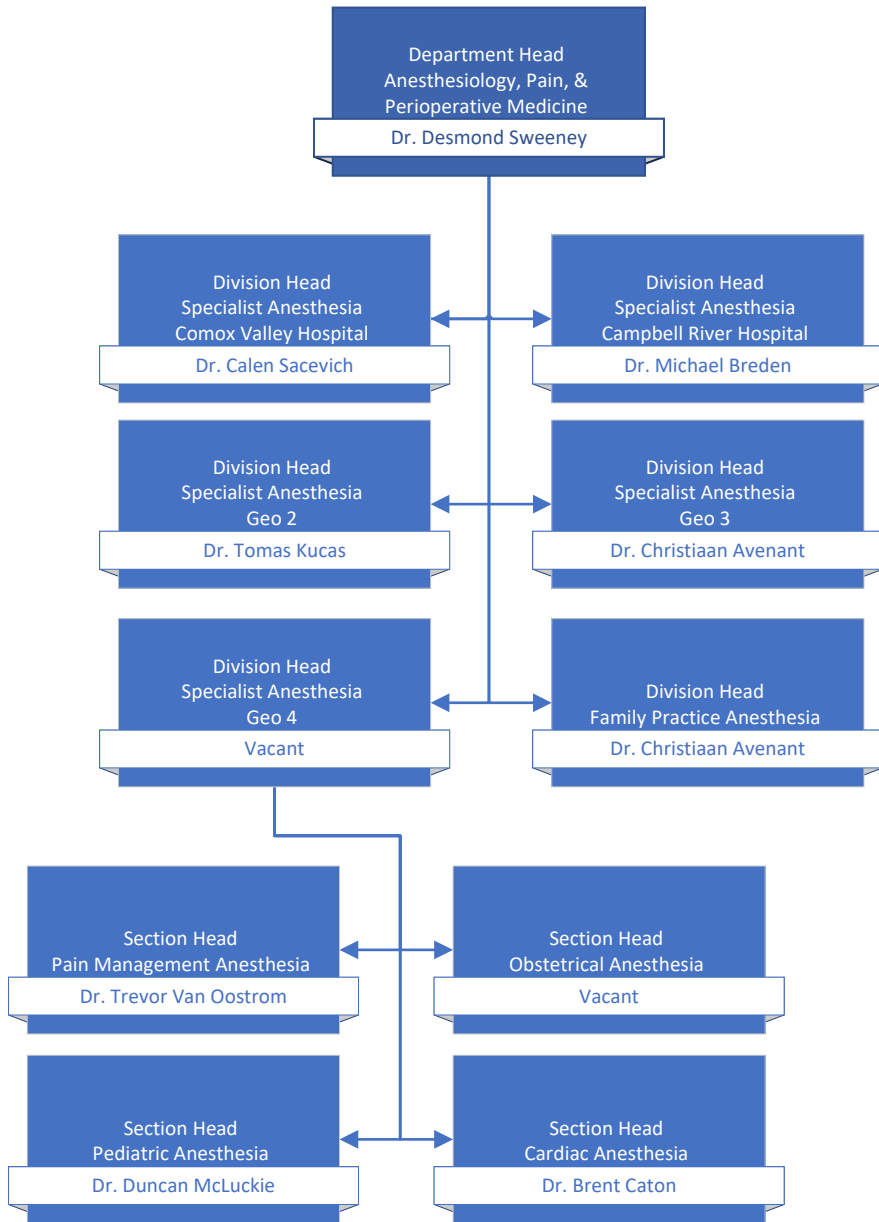 Department Head
Anesthesiology, Pain, &
Perioperative Medicine
Dr. Desmond Sweeney
Division Head
Specialist Anesthesia
Comox Valley Hospital
Dr. Calen Sacevich
Division Head
Specialist Anesthesia
Campbell River Hospital
Dr. Michael Breden
Division Head
Specialist Anesthesia
Geo 2
Dr. Tomas Kucas
Division Head
Specialist Anesthesia
Geo 3
Dr. Christiaan Avenant
Division Head
Specialist Anesthesia
Geo 4
Vacant
Division Head
Family Practice Anesthesia
Dr. Christiaan Avenant
Section Head
Pain Management Anesthesia
Dr. Trevor Van Oostrom
Section Head
Obstetrical Anesthesia
Vacant
Section Head
Pediatric Anesthesia
Dr. Duncan McLuckie
Section Head
Cardiac Anesthesia
Dr. Brent Caton